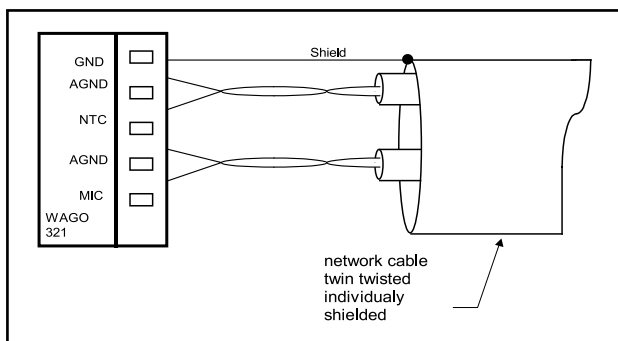 GND
Shield
AGND
NTC
AGND
MIC
WAGO
321
network cable
twin twisted
individualy
shielded